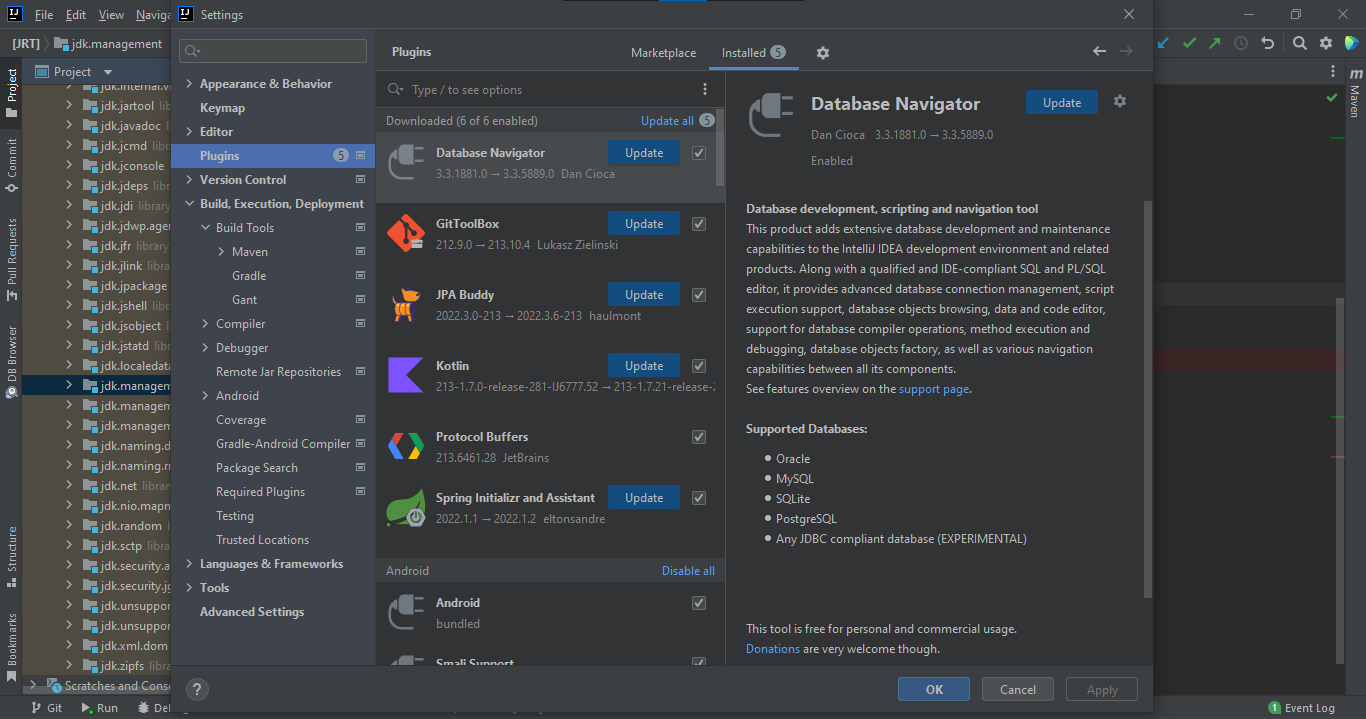 File Edit View Naviga
Settings
[JRT] jdk.management
Project
Project
Commit
Pull Requests
DB Browser
Structure
Bookmarks
jdk.internal.v
jdk.jartool libra
jdk.javadoc libr
jdk.jcmd libra
jdk.jconsole
jdk.jdeps libra
jdk.jdi library
jdk.jdwp.agen
jdk.jfr library
jdk.jlink libra
jdk.jpackage
jdk.jshell libra
jdk.jsobject
jdk.jstatd libra
jdk.localedata
jdk.managem
jdk.managem
jdk.managem
jdk.naming.d
jdk.naming.r
jdk.net library
jdk.nio.mapm
jdk.random
jdk.sctp libra
jdk.security.a
jdk.security.jg
jdk.unsuppor
jdk.unsuppor
jdk.xml.dom
jdk.zipfs libra
Scratches and Conso
Git Run Debu
Appearance & Behavior
Keymap
Editor
Plugins 5
Version Control
Build, Execution, Deployment
Build Tools
Maven
Gradle
Gant
Compiler
Debugger
Remote Jar Repositories
Android
Coverage
Gradle-Android Compiler
Package Search
Required Plugins
Testing
Trusted Locations
Languages & Frameworks
Tools
Advanced Settings
?
Plugins Marketplace Installed 5
Type / to see options
Downloaded (6 of 6 enabled) Update all 5
Database Navigator Update
3.3.1881.0 → 3.3.5889.0 Dan Cioca
GitToolBox Update
212.9.0 → 213.10.4 Lukasz Zielinski
JPA Buddy Update
2022.3.0-213 → 2022.3.6-213 haulmont
Kotlin Update
213-1.7.0-release-281-IJ6777.52 → 213-1.7.21-release-2
Protocol Buffers
213.6461.28 JetBrains
Spring Initializr and Assistant Update
2022.1.1 → 2022.1.2 eltonsandre
Android Disable all
Android
bundled
Smali Support
Database Navigator Update
Dan Cioca 3.3.1881.0 → 3.3.5889.0
Enabled
Database development, scripting and navigation tool
This product adds extensive database development and maintenance
capabilities to the IntelliJ IDEA development environment and related
products. Along with a qualified and IDE-compliant SQL and PL/SQL
editor, it provides advanced database connection management, script
execution support, database objects browsing, data and code editor,
support for database compiler operations, method execution and
debugging, database objects factory, as well as various navigation
capabilities between all its components.
See features overview on the support page.
Supported Databases:
Oracle
MySQL
SQLite
PostgreSQL
Any JDBC compliant database (EXPERIMENTAL)
This tool is free for personal and commercial usage.
Donations are very welcome though.
OK Cancel Apply
m
Maven
1 Event Log